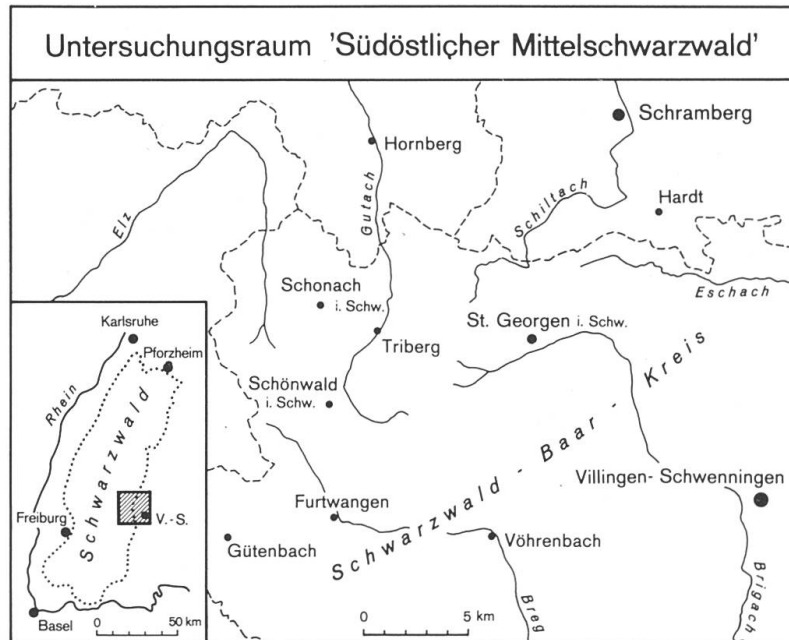 Untersuchungsraum 'Südöstlicher Mittelschwarzwald'
Schramberg
Hornberg
Schiltach
Hardt
Elz
Gutach
Schonach
i. Schw.
Eschach
St. Georgen i. Schw.
Triberg
Schönwald
i. Schw.
Schwarzwald - Baar - Kreis
Villingen-Schwenningen
Furtwangen
Vöhrenbach
Gütenbach
Breg
Brigach
0 5 km
Karlsruhe
Pforzheim
Rhein
Schwarzwald
V.-S.
Freiburg
Basel
0 50 km